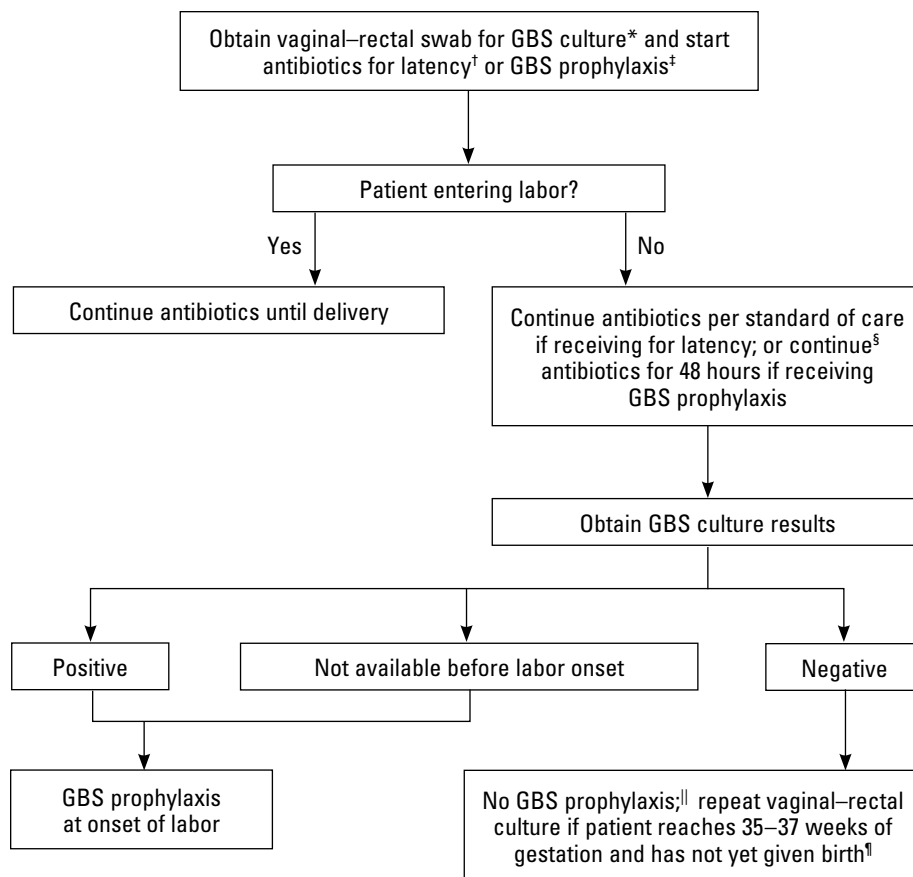 Obtain vaginal–rectal swab for GBS culture* and start
antibiotics for latency† or GBS prophylaxis‡
Patient entering labor?
Yes
No
Continue antibiotics until delivery
Continue antibiotics per standard of care
if receiving for latency; or continue§
antibiotics for 48 hours if receiving
GBS prophylaxis
Obtain GBS culture results
Positive
Not available before labor onset
Negative
GBS prophylaxis
at onset of labor
No GBS prophylaxis;|| repeat vaginal–rectal
culture if patient reaches 35–37 weeks of
gestation and has not yet given birth¶